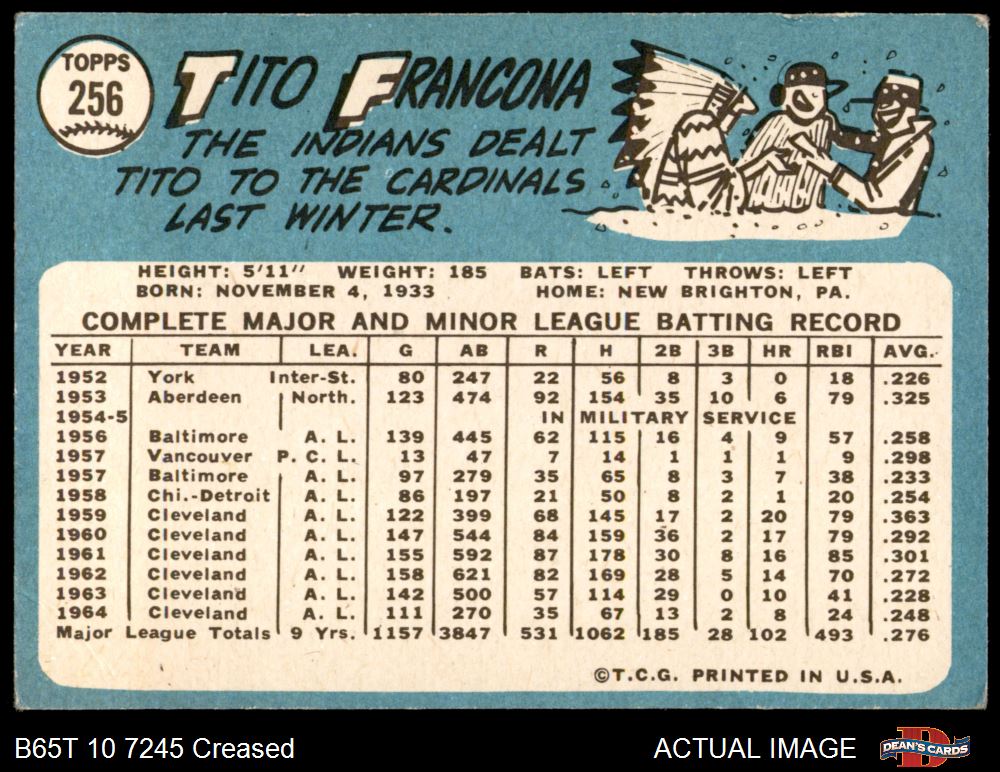 TOPPS
256
TITO FRANCONA
THE INDIANS DEALT
TITO TO THE CARDINALS
LAST WINTER.
HEIGHT: 5'11" WEIGHT: 185 BATS: LEFT THROWS: LEFT
BORN: NOVEMBER 4, 1933 HOME: NEW BRIGHTON, PA.
COMPLETE MAJOR AND MINOR LEAGUE BATTING RECORD
YEAR TEAM LEA. G AB R H 2B 3B HR RBI AVG.
1952 York Inter-St. 80 247 22 56 8 3 0 18 .226
1953 Aberdeen North. 123 474 92 154 35 10 6 79 .325
1954-5 IN MILITARY SERVICE
1956 Baltimore A. L. 139 445 62 115 16 4 9 57 .258
1957 Vancouver P. C. L. 13 47 7 14 1 1 1 9 .298
1957 Baltimore A. L. 97 279 35 65 8 3 7 38 .233
1958 Chi.-Detroit A. L. 86 197 21 50 8 2 1 20 .254
1959 Cleveland A. L. 122 399 68 145 17 2 20 79 .363
1960 Cleveland A. L. 147 544 84 159 36 2 17 79 .292
1961 Cleveland A. L. 155 592 87 178 30 8 16 85 .301
1962 Cleveland A. L. 158 621 82 169 28 5 14 70 .272
1963 Cleveland A. L. 142 500 57 114 29 0 10 41 .228
1964 Cleveland A. L. 111 270 35 67 13 2 8 24 .248
Major League Totals 9 Yrs. 1157 3847 531 1062 185 28 102 493 .276
©T.C.G. PRINTED IN U.S.A.
B65T 10 7245 Creased ACTUAL IMAGE DEAN'S CARDS